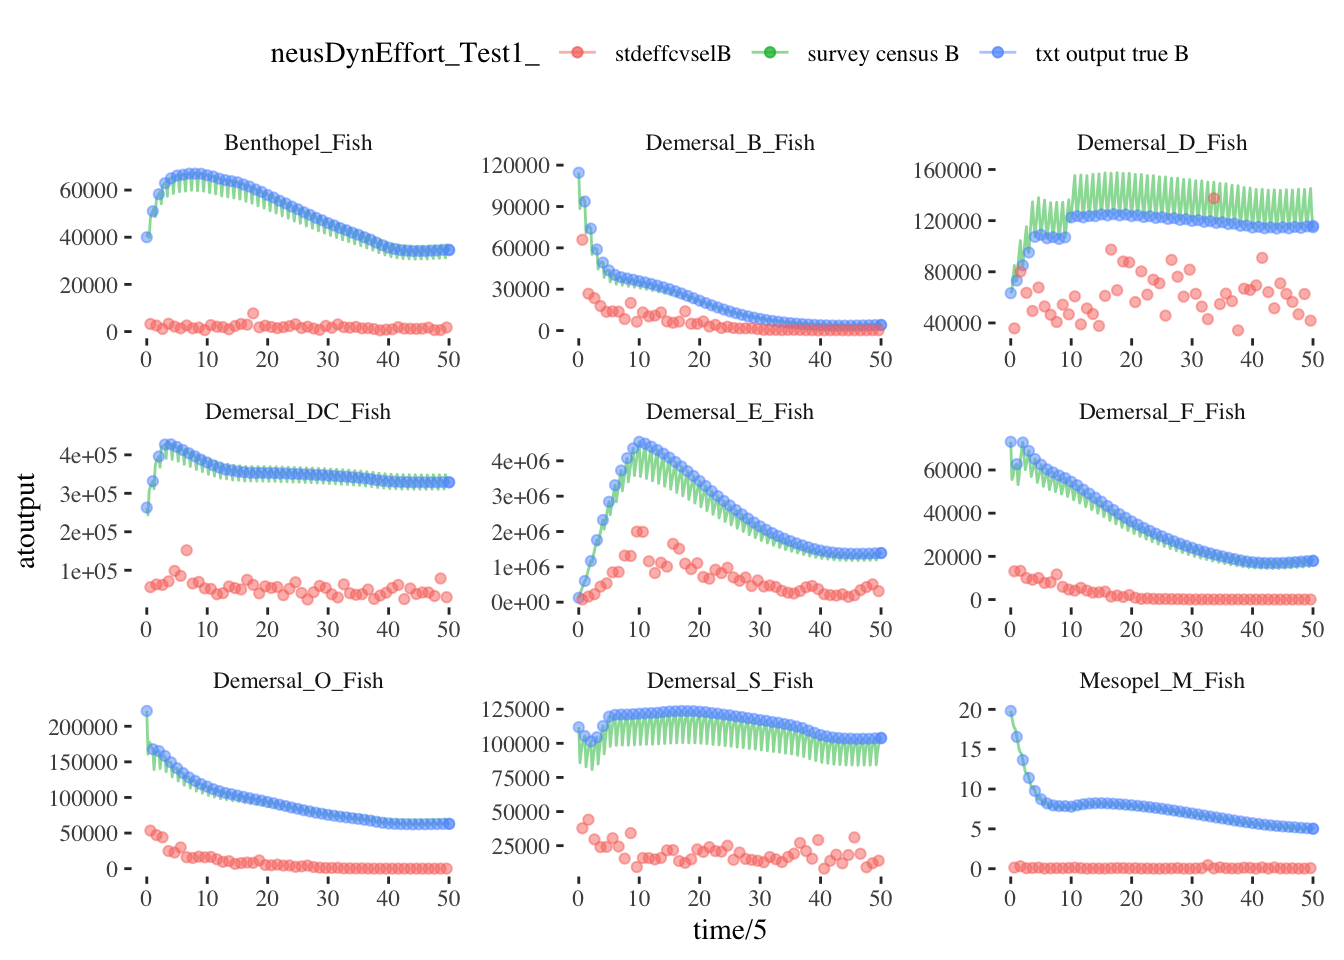 neusDynEffort_Test1_ stdeffcvselB survey census B txt output true B
Benthopel_Fish Demersal_B_Fish Demersal_D_Fish
60000
40000
20000
0
0 10 20 30 40 50
120000
90000
60000
30000
0
0 10 20 30 40 50
160000
120000
80000
40000
0 10 20 30 40 50
Demersal_DC_Fish Demersal_E_Fish Demersal_F_Fish
4e+05
3e+05
2e+05
1e+05
0 10 20 30 40 50
4e+06
3e+06
2e+06
1e+06
0e+00
0 10 20 30 40 50
60000
40000
20000
0
0 10 20 30 40 50
Demersal_O_Fish Demersal_S_Fish Mesopel_M_Fish
200000
150000
100000
50000
0
0 10 20 30 40 50
125000
100000
75000
50000
25000
0 10 20 30 40 50
20
15
10
5
0
0 10 20 30 40 50
atoutput
time/5